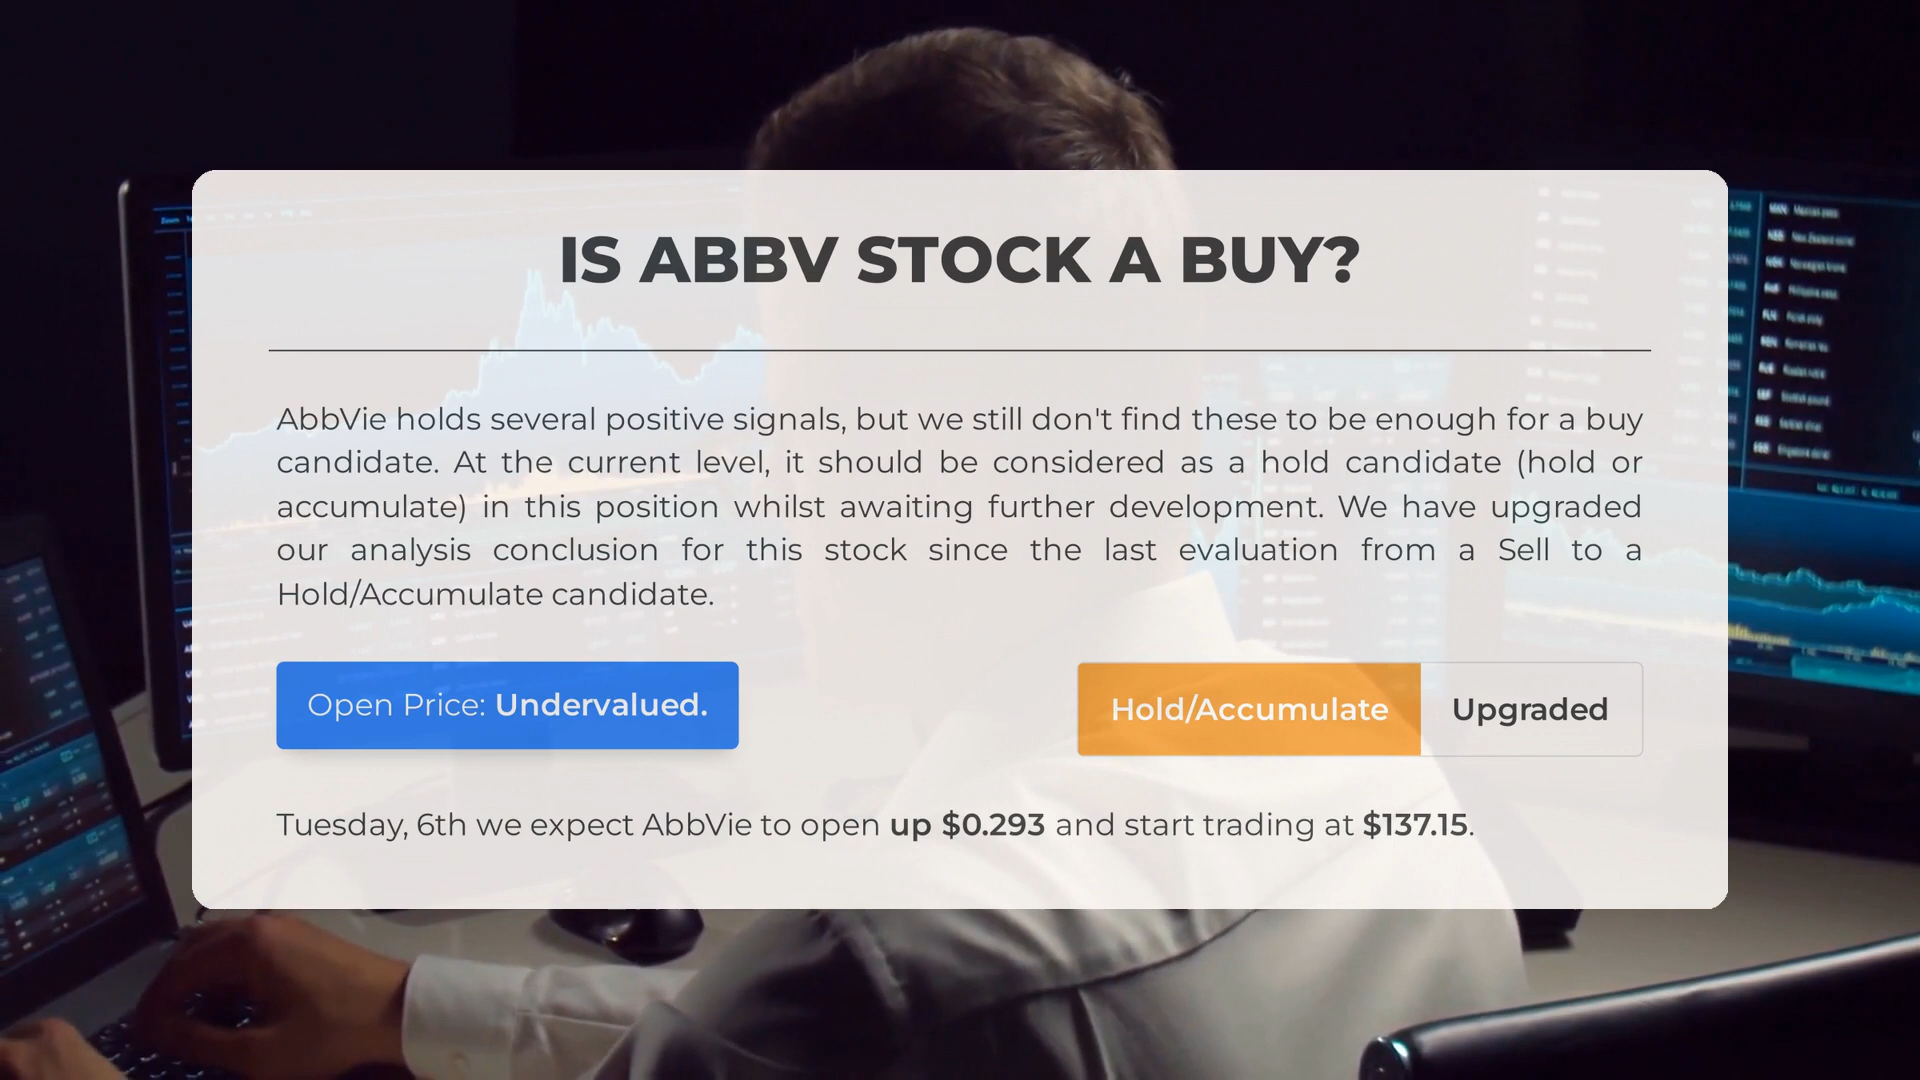 IS ABBV STOCK A BUY?
AbbVie holds several positive signals, but we still don't find these to be enough for a buy
candidate. At the current level, it should be considered as a hold candidate (hold or
accumulate) in this position whilst awaiting further development. We have upgraded
our analysis conclusion for this stock since the last evaluation from a Sell to a
Hold/Accumulate candidate.
Open Price: Undervalued.
Hold/Accumulate Upgraded
Tuesday, 6th we expect AbbVie to open up $0.293 and start trading at $137.15.